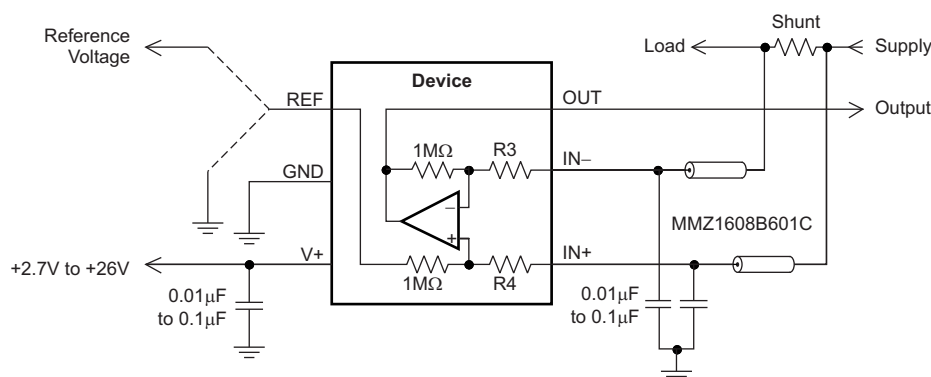 Shunt
Reference
Voltage
Load
Supply
Device
REF
OUT
Output
1MΩ
R3
IN−
GND
−
MMZ1608B601C
+
+2.7V to +26V
V+
IN+
1MΩ
R4
0.01μF
to 0.1μF
0.01μF
to 0.1μF